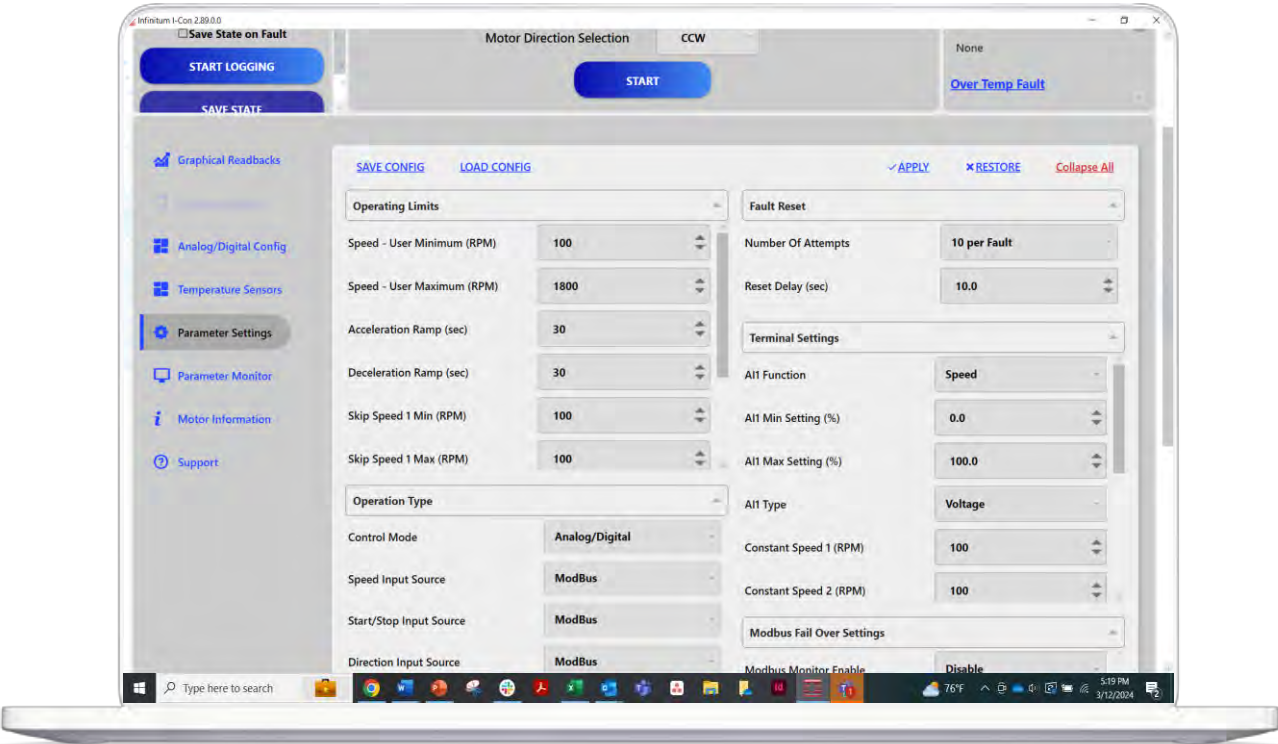 Infinitum I-Con 2.89.0.0
Save State on Fault
START LOGGING
SAVE STATE
Motor Direction Selection
CCW
START
None
Over Temp Fault
Graphical Readbacks
Analog/Digital Config
Temperature Sensors
Parameter Settings
Parameter Monitor
Motor Information
Support
SAVE CONFIG
LOAD CONFIG
APPLY
RESTORE
Collapse All
Operating Limits
Speed - User Minimum (RPM)
100
Speed - User Maximum (RPM)
1800
Acceleration Ramp (sec)
30
Deceleration Ramp (sec)
30
Skip Speed 1 Min (RPM)
100
Skip Speed 1 Max (RPM)
100
Operation Type
Control Mode
Analog/Digital
Speed Input Source
ModBus
Start/Stop Input Source
ModBus
Direction Input Source
ModBus
Fault Reset
Number Of Attempts
10 per Fault
Reset Delay (sec)
10.0
Terminal Settings
AI1 Function
Speed
AI1 Min Setting (%)
0.0
AI1 Max Setting (%)
100.0
AI1 Type
Voltage
Constant Speed 1 (RPM)
100
Constant Speed 2 (RPM)
100
Modbus Fail Over Settings
Modbus Monitor Enable
Disable
Type here to search
76°F
5:19 PM
3/12/2024
2